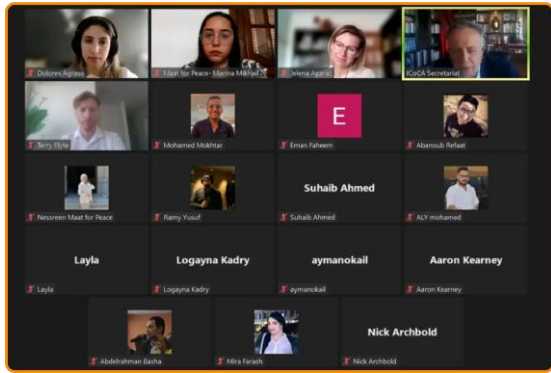 Dolores Agraso
Maat for Peace- Marina Mikhail
Jelena Aparac
ICoCA Secretariat
Terry Flyte
Mohamed Mokhtar
E
Eman Faheem
Abanoub Refaat
Nessreen Maat for Peace
Ramy Yusuf
Suhaib Ahmed
Suhaib Ahmed
ALY mohamed
Layla
Layla
Logayna Kadry
Logayna Kadry
aymanokail
aymanokail
Aaron Kearney
Aaron Kearney
Abdelrahman Basha
Mira Farash
Nick Archbold
Nick Archbold